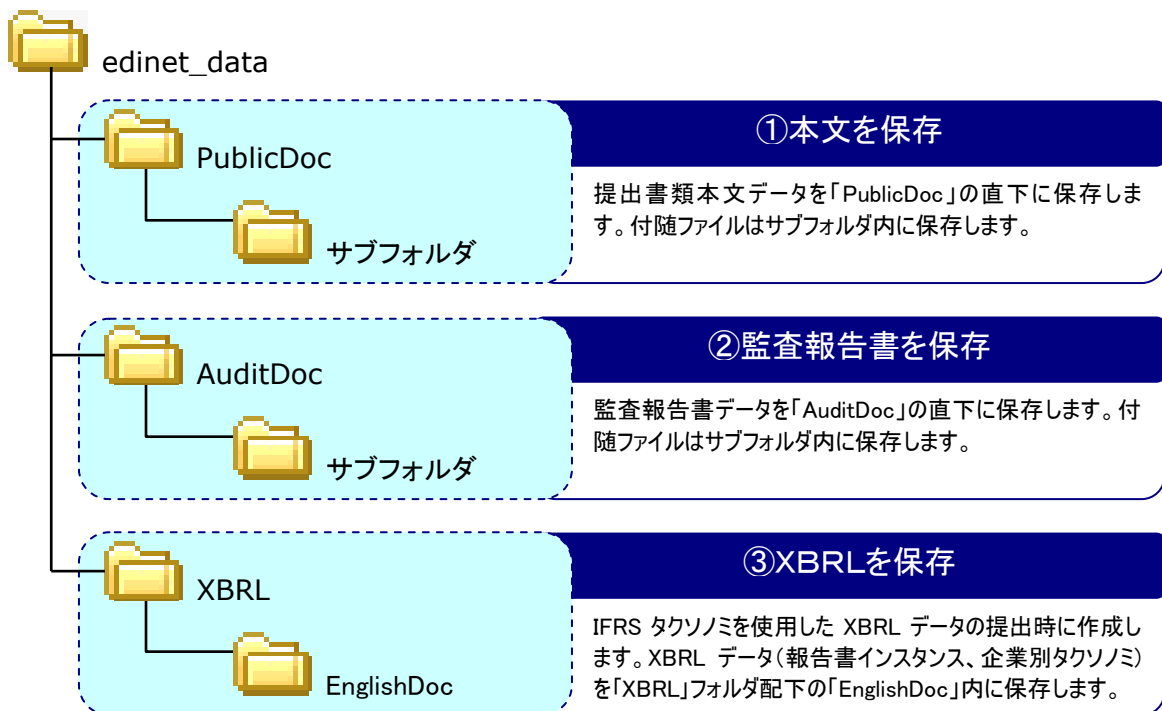 edinet_data
PublicDoc
サブフォルダ
①本文を保存
提出書類本文データを「PublicDoc」の直下に保存しま
す。付随ファイルはサブフォルダ内に保存します。
AuditDoc
サブフォルダ
②監査報告書を保存
監査報告書データを「AuditDoc」の直下に保存します。付
随ファイルはサブフォルダ内に保存します。
XBRL
EnglishDoc
③XBRLを保存
IFRS タクソノミを使用した XBRL データの提出時に作成し
ます。XBRL データ(報告書インスタンス、企業別タクソノミ)
を「XBRL」フォルダ配下の「EnglishDoc」内に保存します。